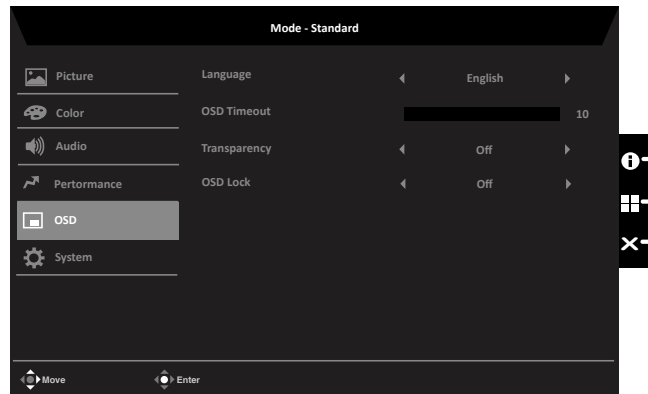 Mode - Standard
Picture
Color
Audio
Pertormance
OSD
System
Language English
OSD Timeout 10
Transparency Off
OSD Lock Off
Move Enter